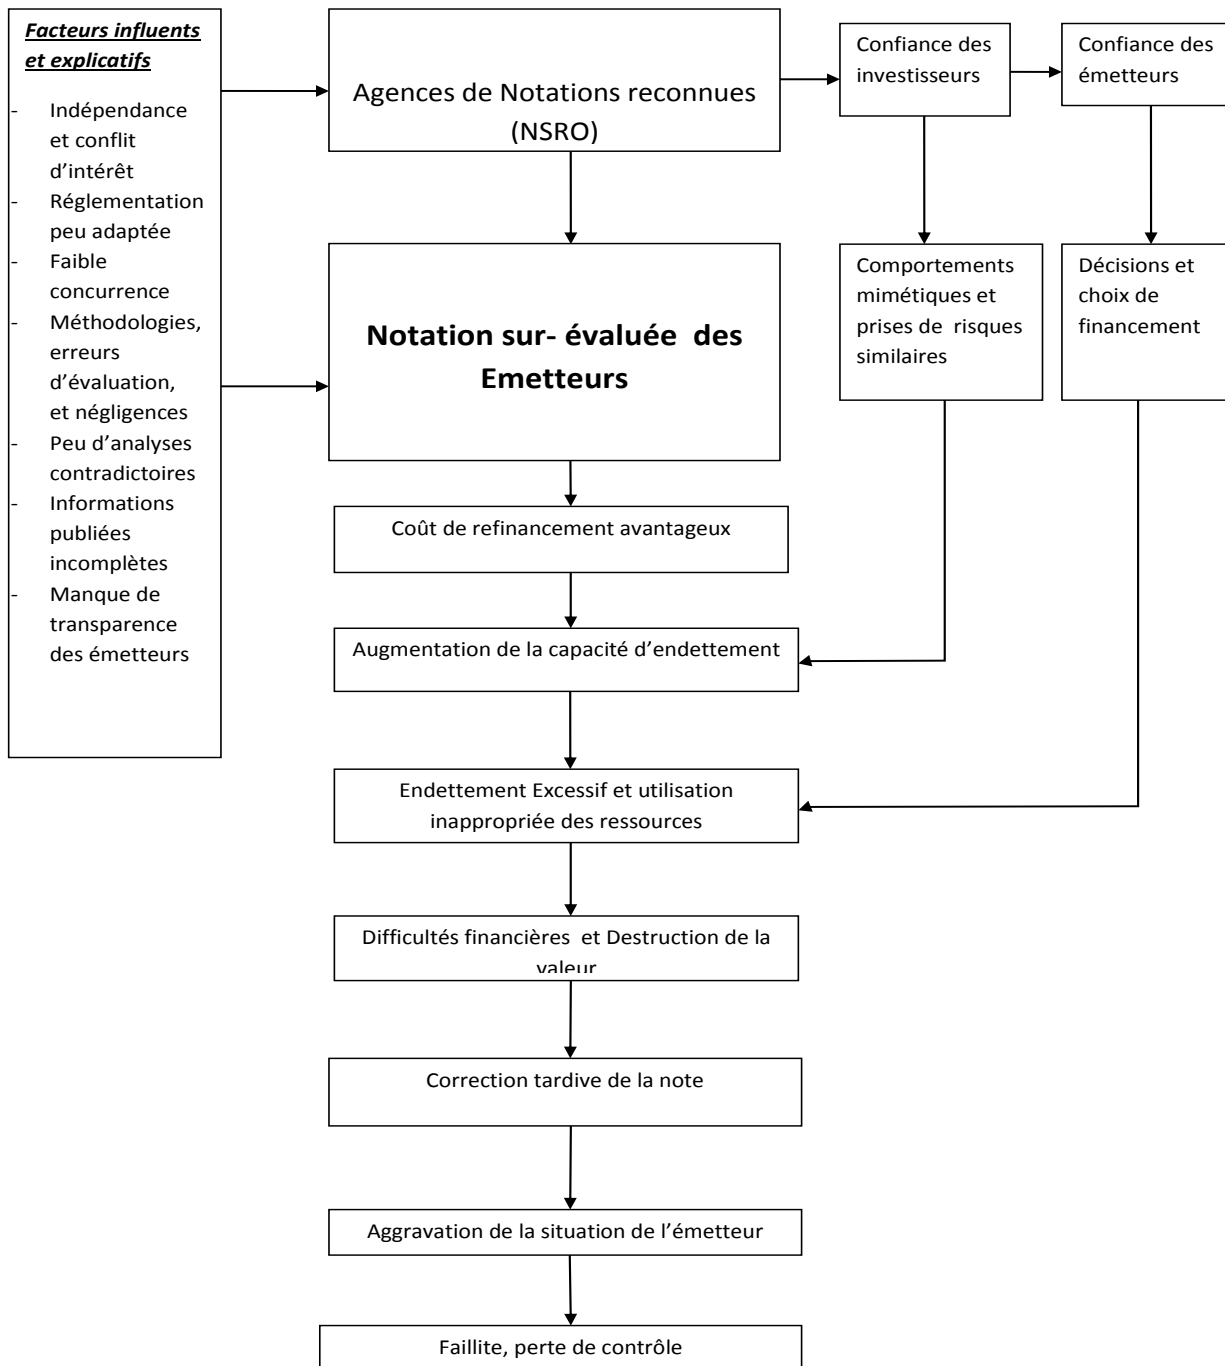 Facteurs influents
et explicatifs
- Indépendance
et conflit
d’intérêt
- Réglementation
peu adaptée
- Faible
concurrence
- Méthodologies,
erreurs
d’évaluation,
et négligences
- Peu d’analyses
contradictoires
- Informations
publiées
incomplètes
- Manque de
transparence
des émetteurs
Agences de Notations reconnues
(NSRO)
Confiance des
investisseurs
Confiance des
émetteurs
Notation sur- évaluée des
Emetteurs
Comportements
mimétiques et
prises de risques
similaires
Décisions et
choix de
financement
Coût de refinancement avantageux
Augmentation de la capacité d’endettement
Endettement Excessif et utilisation
inappropriée des ressources
Difficultés financières et Destruction de la
valeur
Correction tardive de la note
Aggravation de la situation de l’émetteur
Faillite, perte de contrôle